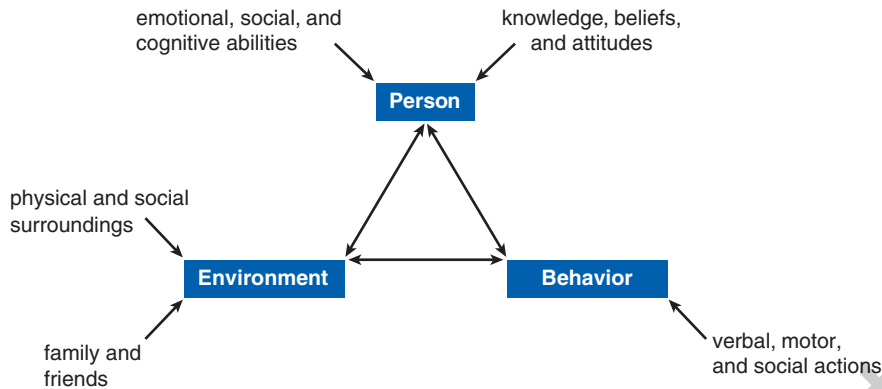 emotional, social, and
cognitive abilities
knowledge, beliefs,
and attitudes
Person
physical and social
surroundings
Environment
Behavior
family and
friends
verbal, motor,
and social actions